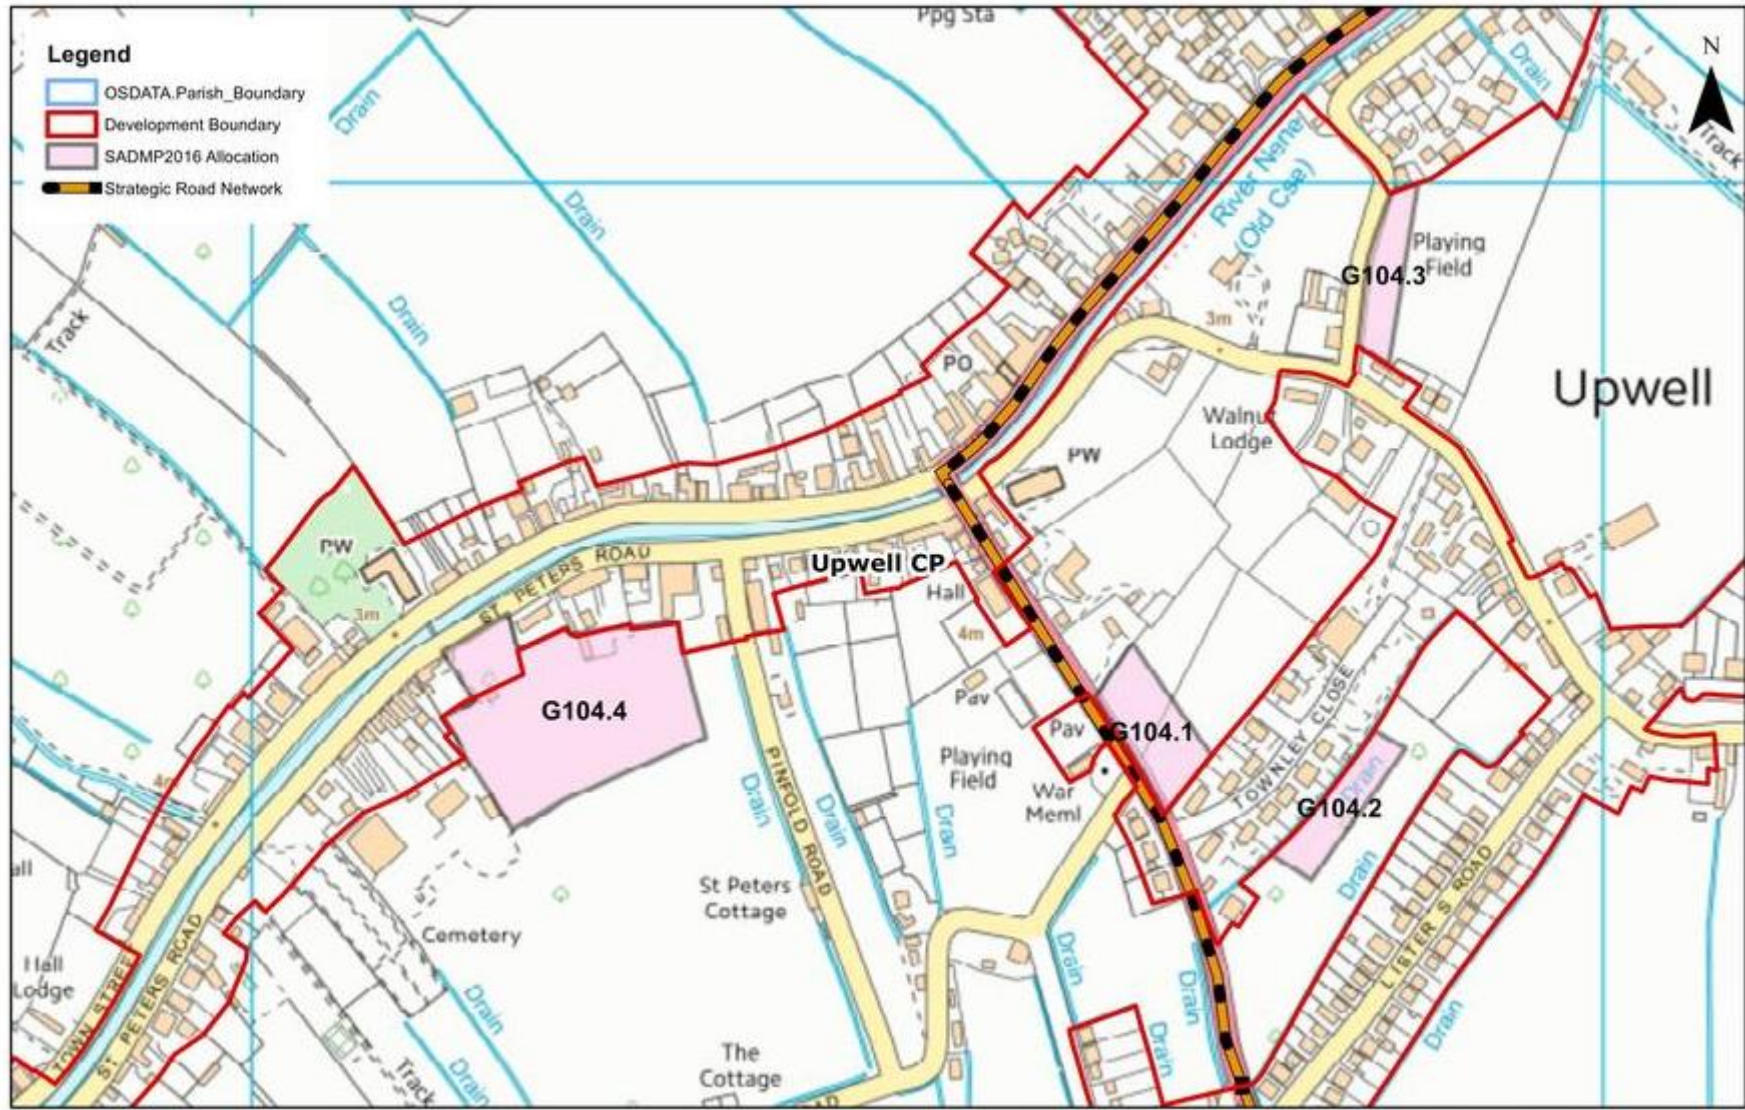 Ppg Sta
N
Legend
OSDATA.Parish_Boundary
Development Boundary
SADMP2016 Allocation
Strategic Road Network
Drain
Drain
Track
Drain
River Nene
(Old Cse)
Playing
Field
G104.3
Drain
Track
3m
PO
Upwell
Walnut
Lodge
PW
PW
ST. PETERS ROAD
Upwell CP
Hall
3m
4m
Pav
G104.4
Pav
G104.1
Playing
Field
War
Meml
TOWNLEY CLOSE
PINFOLD ROAD
Drain
Drain
Drain
Drain
G104.2
4m
Drain
LISTER S ROAD
St Peters
Cottage
Cemetery
Hall
Lodge
TOWN STREET
ST PETERS ROAD
Drain
Drain
Drain
Drain
Drain
Track
Drain
The
Cottage